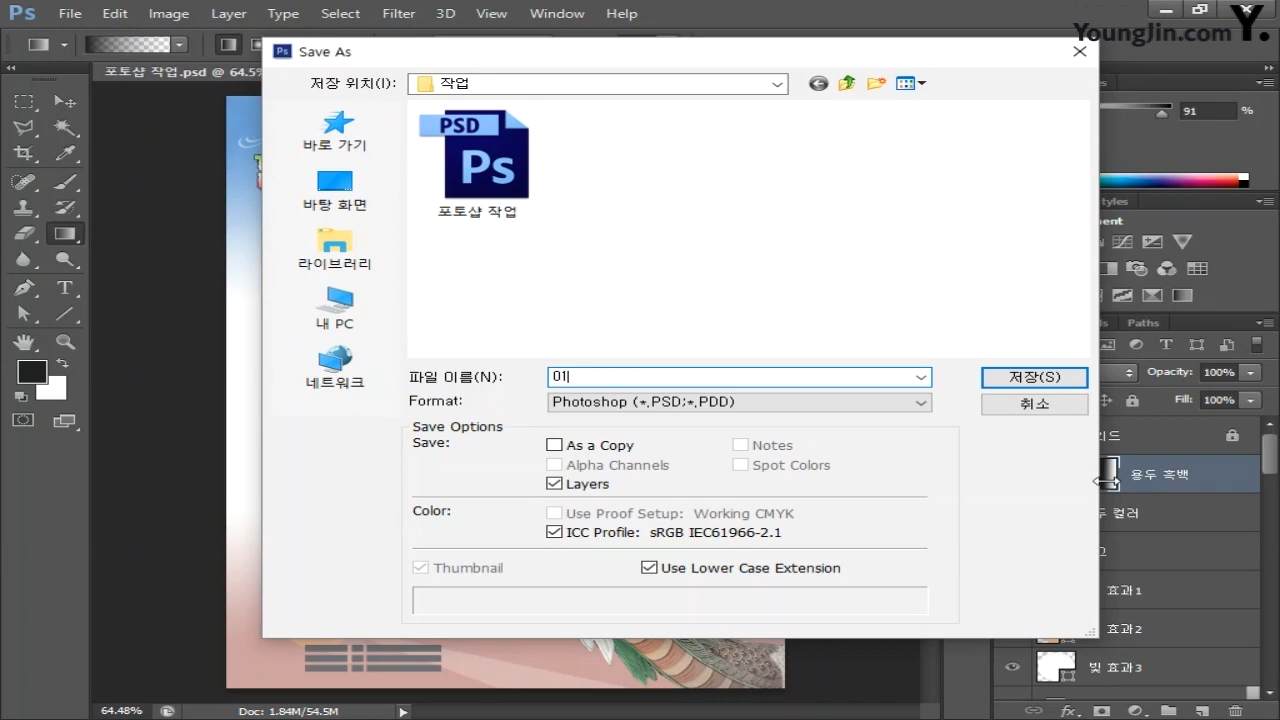 Ps File Edit Image Layer Type Select Filter 3D View Window Help
YoungJin.com Y.
포토샵 작업.psd @ 64.5%
Ps Save As
저장 위치(I): 작업
91 %
바로 가기
바탕 화면
라이브러리
내 PC
네트워크
PSD
Ps
포토샵 작업
Paths
파일 이름(N): 01 저장(S)
Format: Photoshop (*.PSD;*.PDD) 취소
Opacity: 100%
Fill: 100%
Save Options
Save: As a Copy Notes
Alpha Channels Spot Colors
Layers
Color: Use Proof Setup: Working CMYK
ICC Profile: sRGB IEC61966-2.1
Thumbnail Use Lower Case Extension
용두 흑백
컬러
효과1
효과2
빛 효과3
64.48% Doc: 1.84M/54.5M
fx